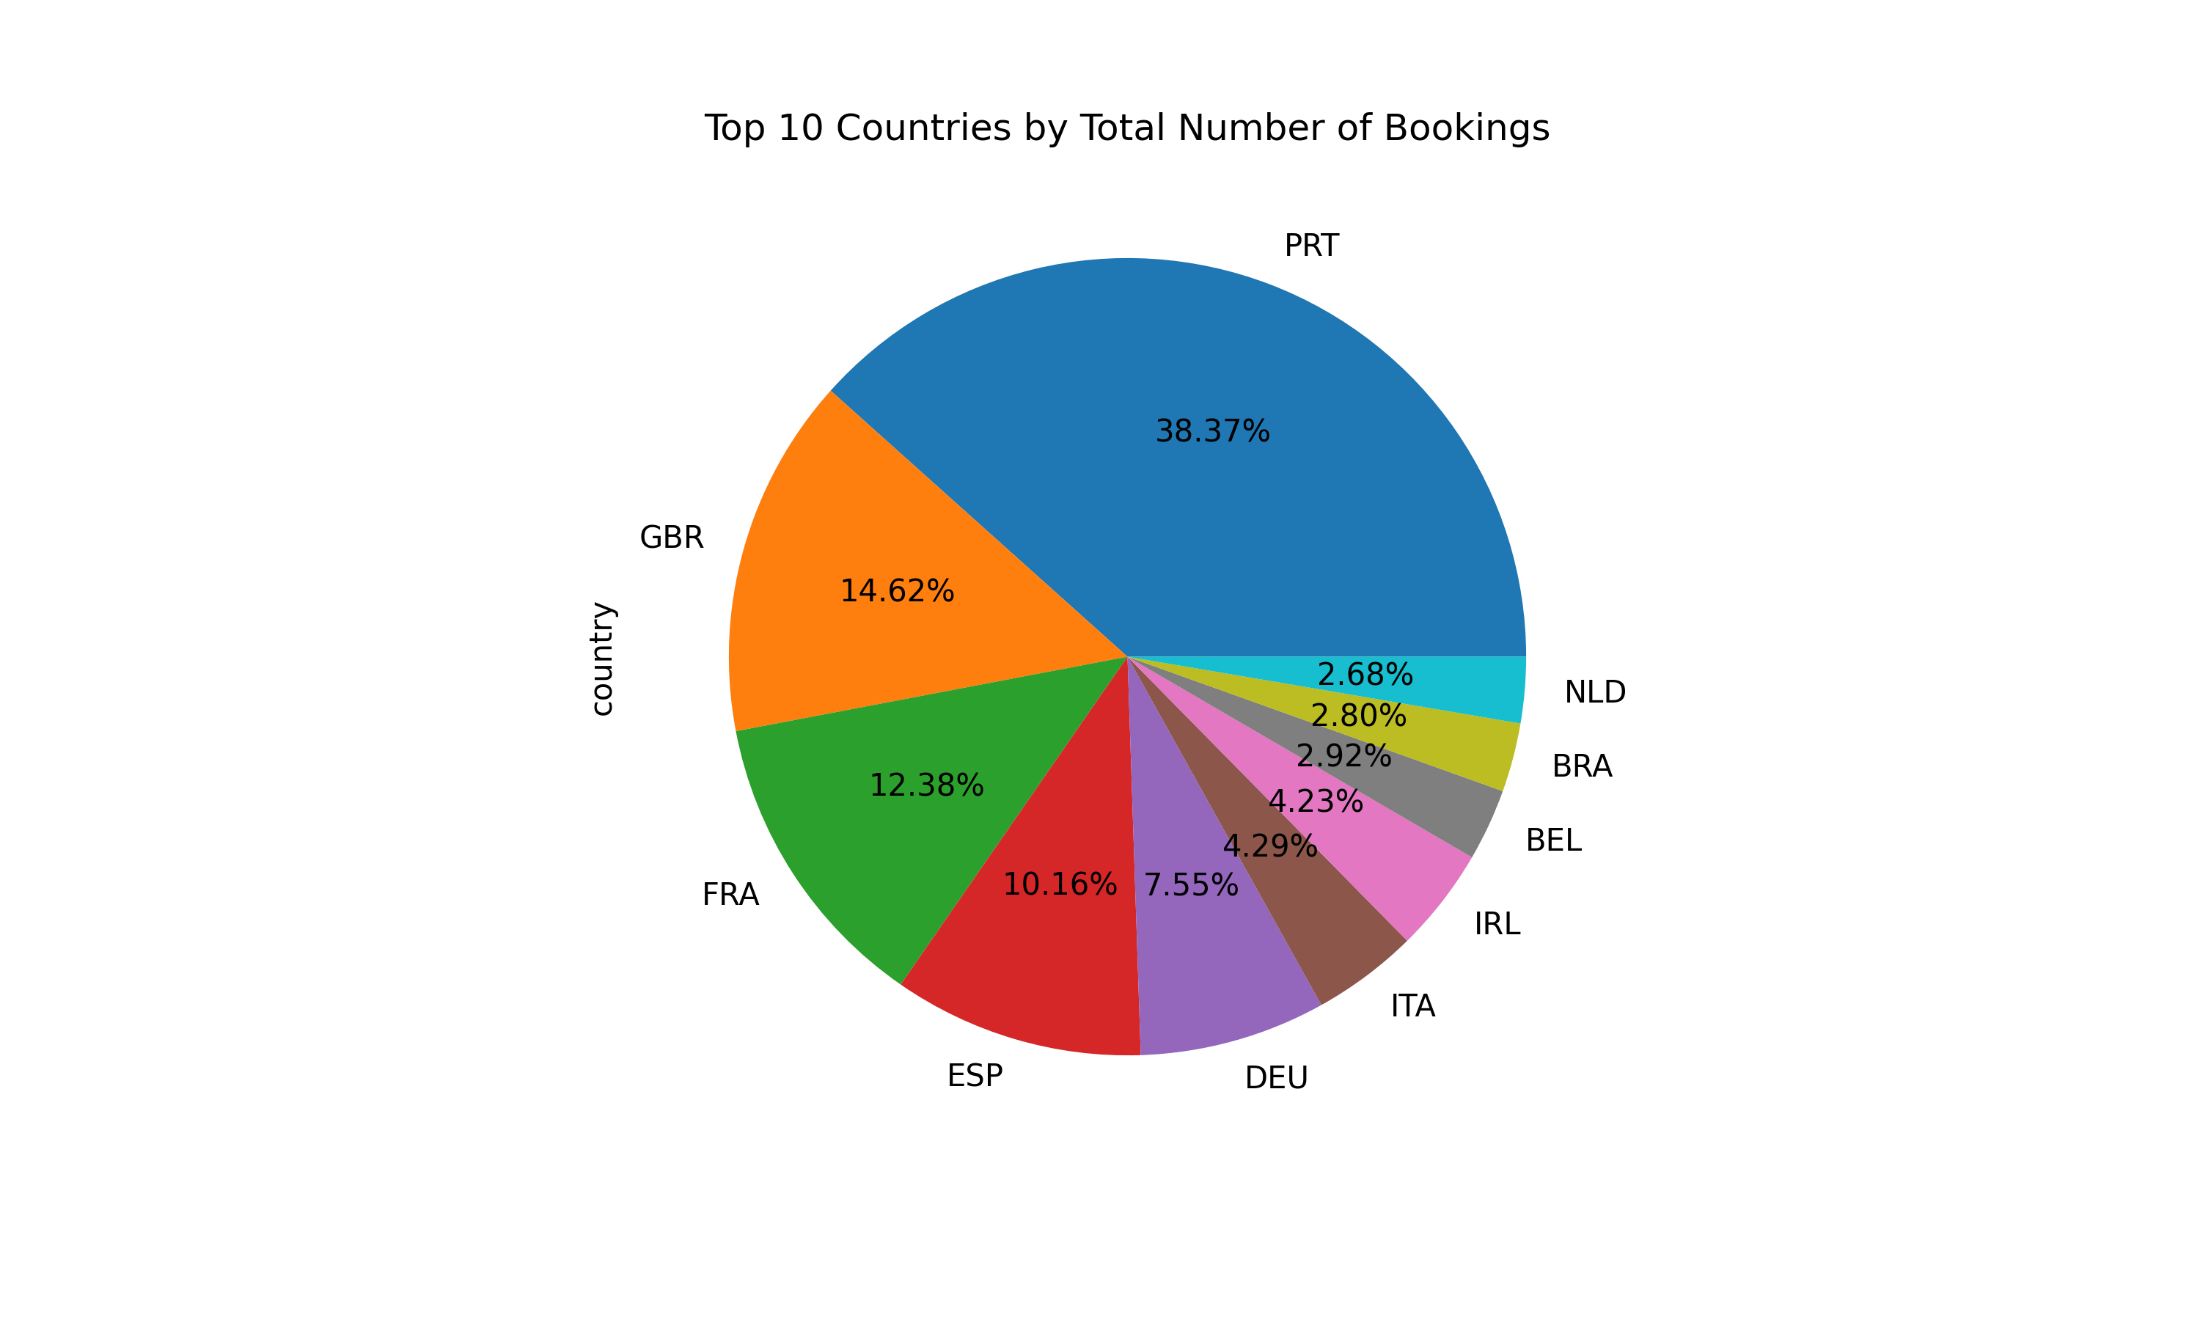 Top 10 Countries by Total Number of Bookings
PRT
38.37%
GBR
14.62%
country
FRA
12.38%
ESP
10.16%
DEU
7.55%
ITA
4.29%
IRL
4.23%
BEL
2.92%
BRA
2.80%
NLD
2.68%